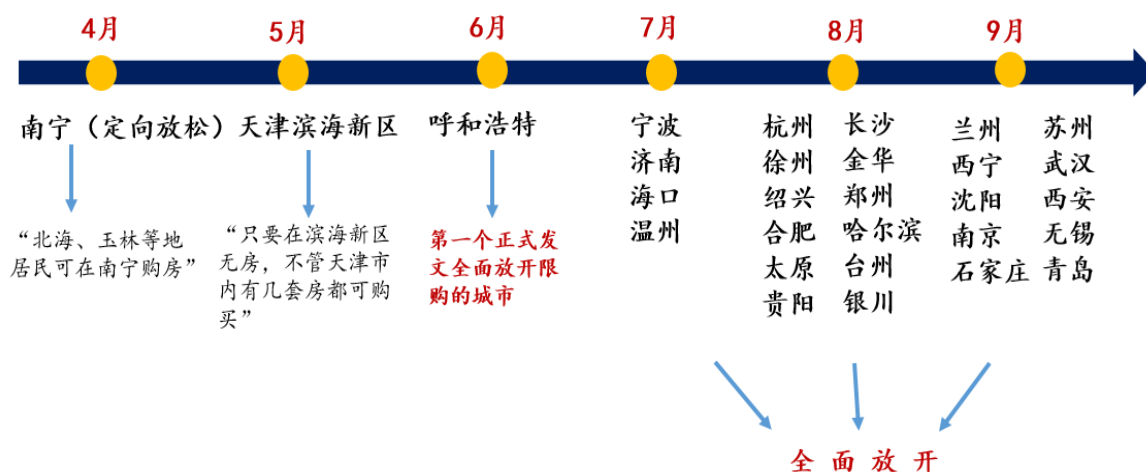 4月 5月 6月 7月 8月 9月
南宁（定向放松）
“北海、玉林等地
居民可在南宁购房”
天津滨海新区
“只要在滨海新区
无房，不管天津市
内有几套房都可购
买”
呼和浩特
第一个正式发
文全面放开限
购的城市
宁波
济南
海口
温州
杭州 长沙
徐州 金华
绍兴 郑州
合肥 哈尔滨
太原 台州
贵阳 银川
兰州 苏州
西宁 武汉
沈阳 西安
南京 无锡
石家庄 青岛
全面放开